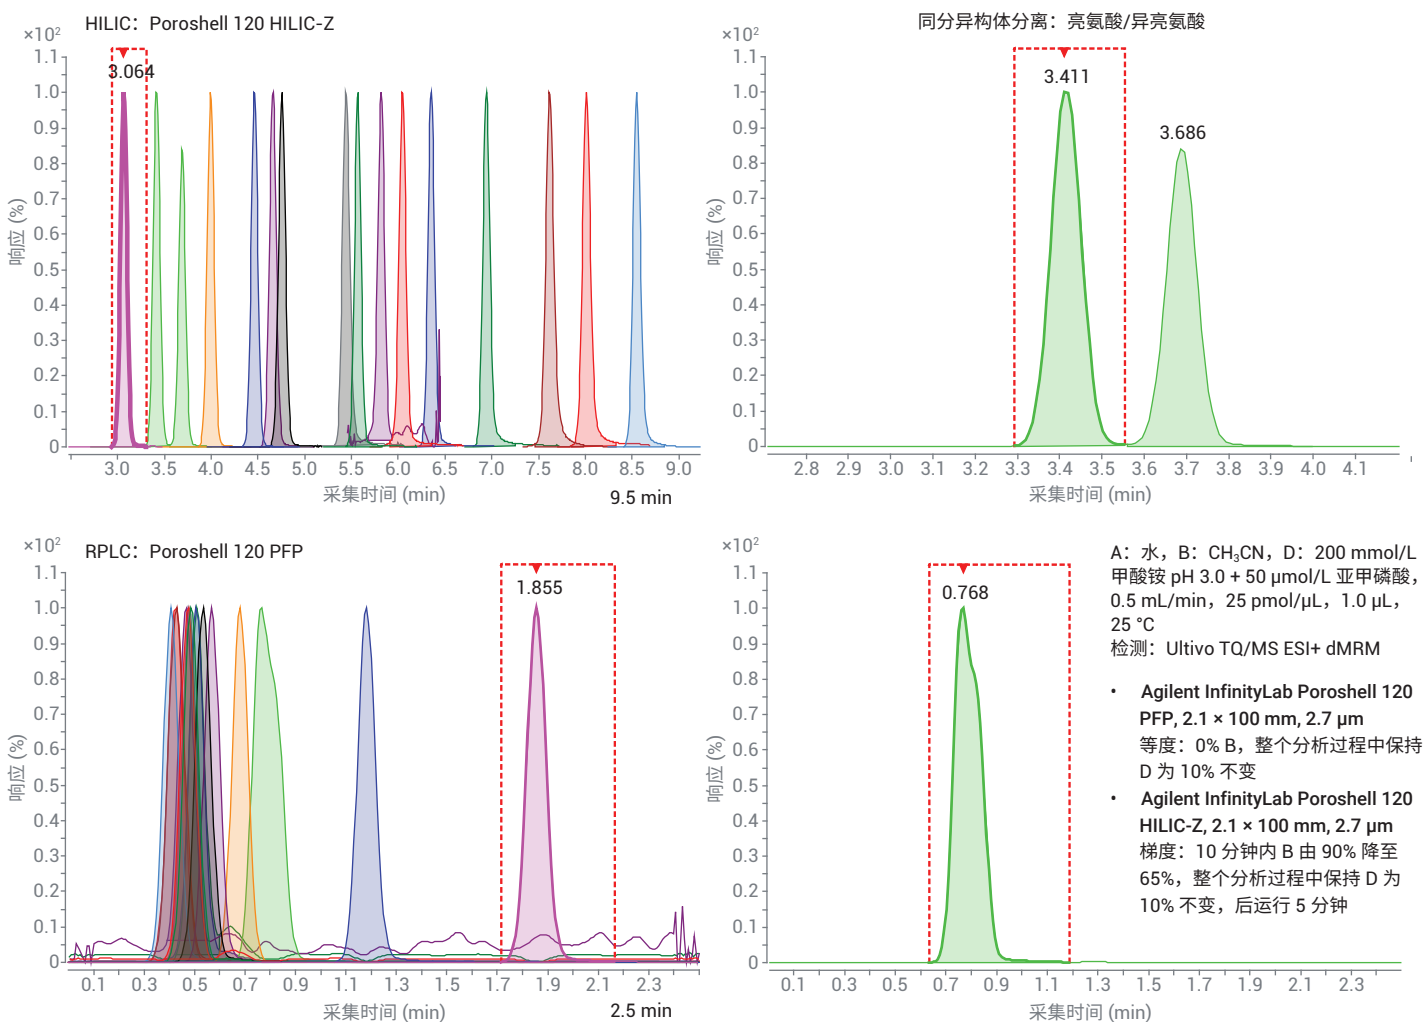 HILIC：Poroshell 120 HILIC-Z
×10²
1.1
1.0
0.9
0.8
0.7
0.6
0.5
0.4
0.3
0.2
0.1
0
响应 (%)
3.064
3.0 3.5 4.0 4.5 5.0 5.5 6.0 6.5 7.0 7.5 8.0 8.5 9.0
采集时间 (min)
9.5 min
同分异构体分离：亮氨酸/异亮氨酸
×10²
1.1
1.0
0.9
0.8
0.7
0.6
0.5
0.4
0.3
0.2
0.1
0
响应 (%)
3.411
3.686
2.8 2.9 3.0 3.1 3.2 3.3 3.4 3.5 3.6 3.7 3.8 3.9 4.0 4.1
采集时间 (min)
RPLC：Poroshell 120 PFP
×10²
1.1
1.0
0.9
0.8
0.7
0.6
0.5
0.4
0.3
0.2
0.1
0
响应 (%)
1.855
0.1 0.3 0.5 0.7 0.9 1.1 1.3 1.5 1.7 1.9 2.1 2.3
采集时间 (min)
2.5 min
×10²
1.1
1.0
0.9
0.8
0.7
0.6
0.5
0.4
0.3
0.2
0.1
0
响应 (%)
0.768
0.1 0.3 0.5 0.7 0.9 1.1 1.3 1.5 1.7 1.9 2.1 2.3
采集时间 (min)
A：水，B：CH₃CN，D：200 mmol/L
甲酸铵 pH 3.0 + 50 µmol/L 亚甲磷酸，
0.5 mL/min，25 pmol/µL，1.0 µL，
25 °C
检测：Ultivo TQ/MS ESI+ dMRM
• Agilent InfinityLab Poroshell 120
PFP, 2.1 × 100 mm, 2.7 µm
等度：0% B，整个分析过程中保持
D 为 10% 不变
• Agilent InfinityLab Poroshell 120
HILIC-Z, 2.1 × 100 mm, 2.7 µm
梯度：10 分钟内 B 由 90% 降至
65%，整个分析过程中保持 D 为
10% 不变，后运行 5 分钟